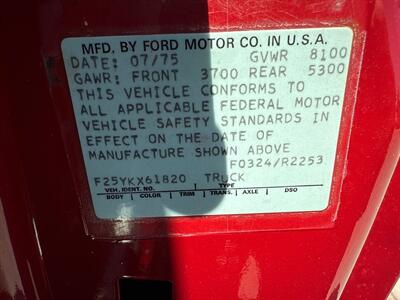 MFD. BY FORD MOTOR CO. IN U.S.A.
DATE: 07/75 GVWR 8100
GAWR: FRONT 3700 REAR 5300
THIS VEHICLE CONFORMS TO
ALL APPLICABLE FEDERAL MOTOR
VEHICLE SAFETY STANDARDS IN
EFFECT ON THE DATE OF
MANUFACTURE SHOWN ABOVE
F0324/R2253
F25YKX61820 TRUCK
VEH. IDENT. NO. TYPE
BODY COLOR TRIM TRANS. AXLE DSO